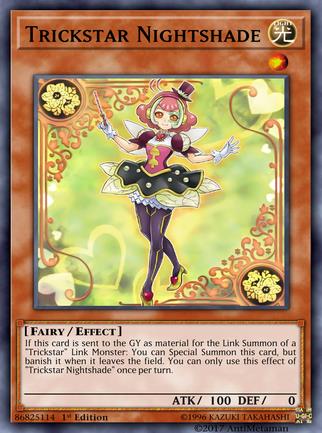 Trickstar Nightshade
LIGHT
光
[ Fairy / Effect ]
If this card is sent to the GY as material for the Link Summon of
a "Trickstar" Link Monster: You can Special Summon this card, but
banish it when it leaves the field. You can only use this effect of
"Trickstar Nightshade" once per turn.
ATK/ 100 DEF/ 0
86825114 1st Edition ©1996 KAZUKI TAKAHASHI
©2017 AntiMetaman